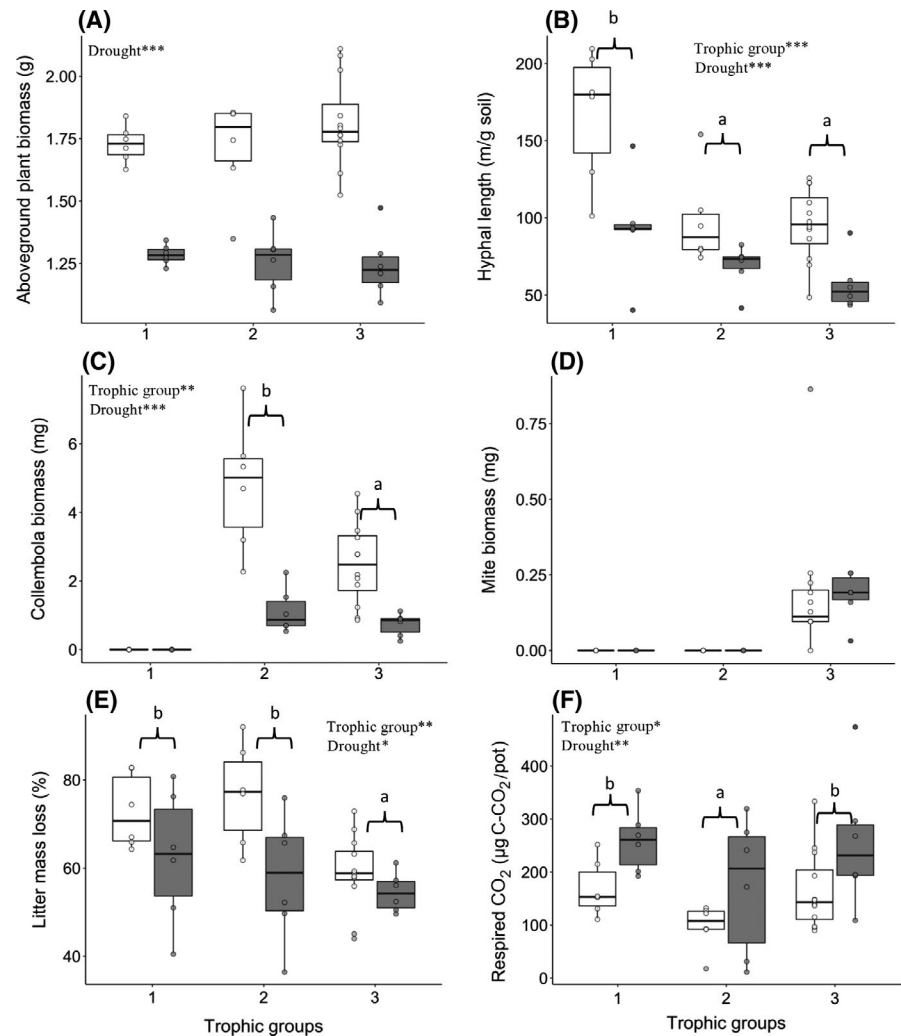 (A)
Drought***
Aboveground plant biomass (g)
2.00
1.75
1.50
1.25
1 2 3
(B)
b
Trophic group***
Drought***
a
a
Hyphal length (m/g soil)
200
150
100
50
1 2 3
(C)
Trophic group**
Drought***
b
a
Collembola biomass (mg)
6
4
2
0
1 2 3
(D)
Mite biomass (mg)
0.75
0.50
0.25
0.00
1 2 3
(E)
b
b
Trophic group**
Drought*
a
Litter mass loss (%)
80
60
40
1 2 3
Trophic groups
(F)
Trophic group*
Drought**
b
a
b
Respired CO₂ (µg C-CO₂/pot)
400
300
200
100
0
1 2 3
Trophic groups